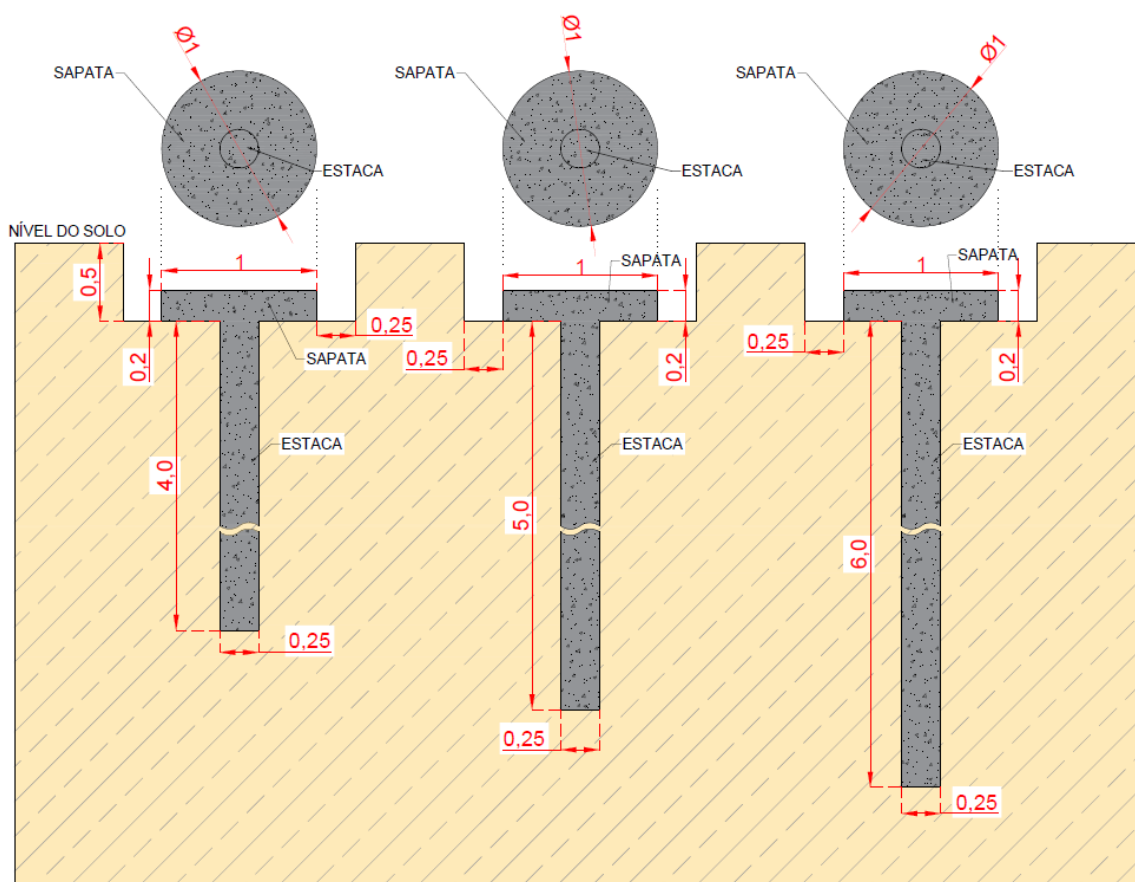 Ø1
SAPATA
ESTACA
Ø1
SAPATA
ESTACA
Ø1
SAPATA
ESTACA
NÍVEL DO SOLO
0,5
1
0,2
SAPATA
0,25
4,0
ESTACA
0,25
1
SAPATA
0,25
0,2
5,0
ESTACA
0,25
1
SAPATA
0,25
0,2
6,0
ESTACA
0,25